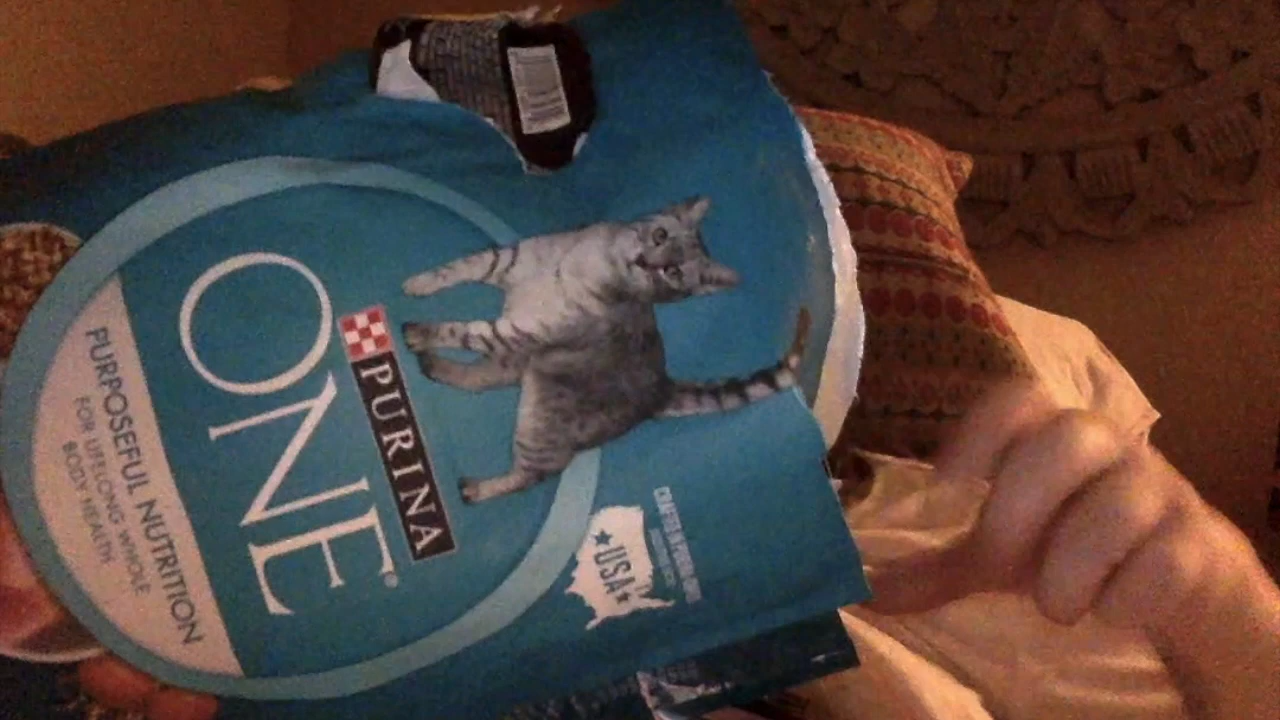 PURINA
ONE®
PURPOSEFUL NUTRITION
FOR LIFELONG WHOLE
BODY HEALTH
USA